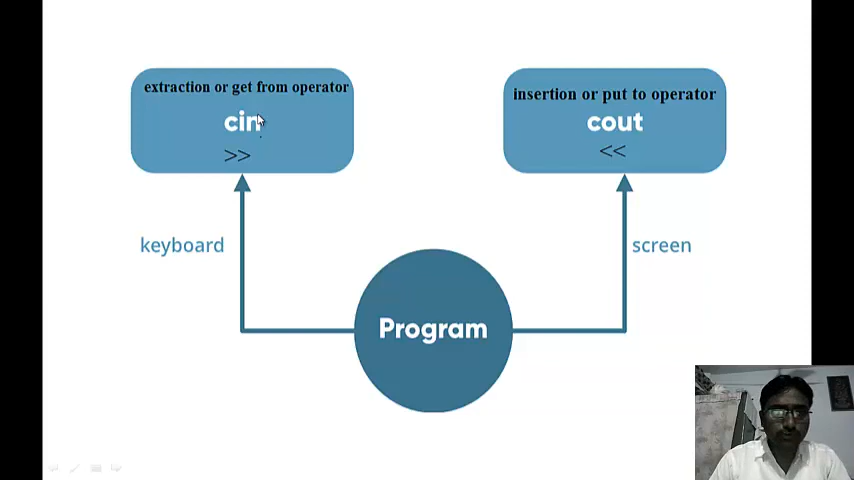 extraction or get from operator
cin
>>
insertion or put to operator
cout
<<
keyboard
screen
Program